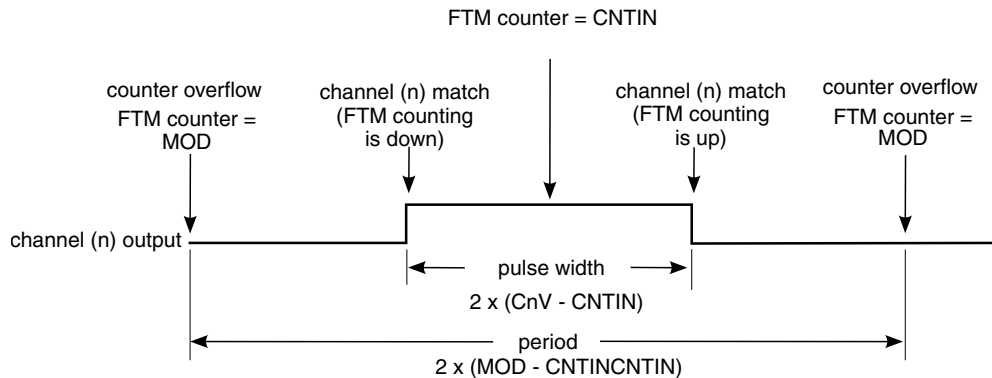 FTM counter = CNTIN
counter overflow
FTM counter =
MOD
channel (n) match
(FTM counting
is down)
channel (n) match
(FTM counting
is up)
counter overflow
FTM counter =
MOD
channel (n) output
pulse width
2 x (CnV - CNTIN)
period
2 x (MOD - CNTINCNTIN)